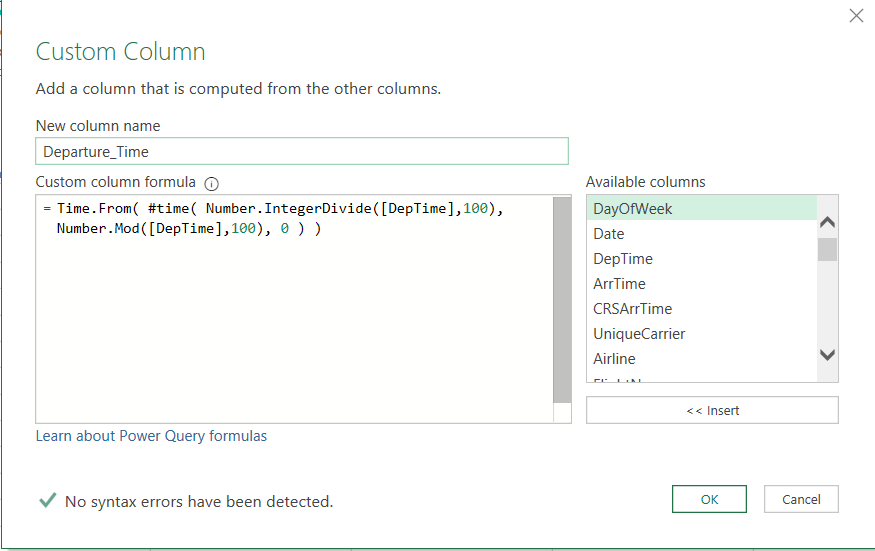 Custom Column
Add a column that is computed from the other columns.
New column name
Departure_Time
Custom column formula
= Time.From( #time( Number.IntegerDivide([DepTime],100),
Number.Mod([DepTime],100), 0 ) )
Available columns
DayOfWeek
Date
DepTime
ArrTime
CRSArrTime
UniqueCarrier
Airline
<< Insert
Learn about Power Query formulas
No syntax errors have been detected.
OK
Cancel